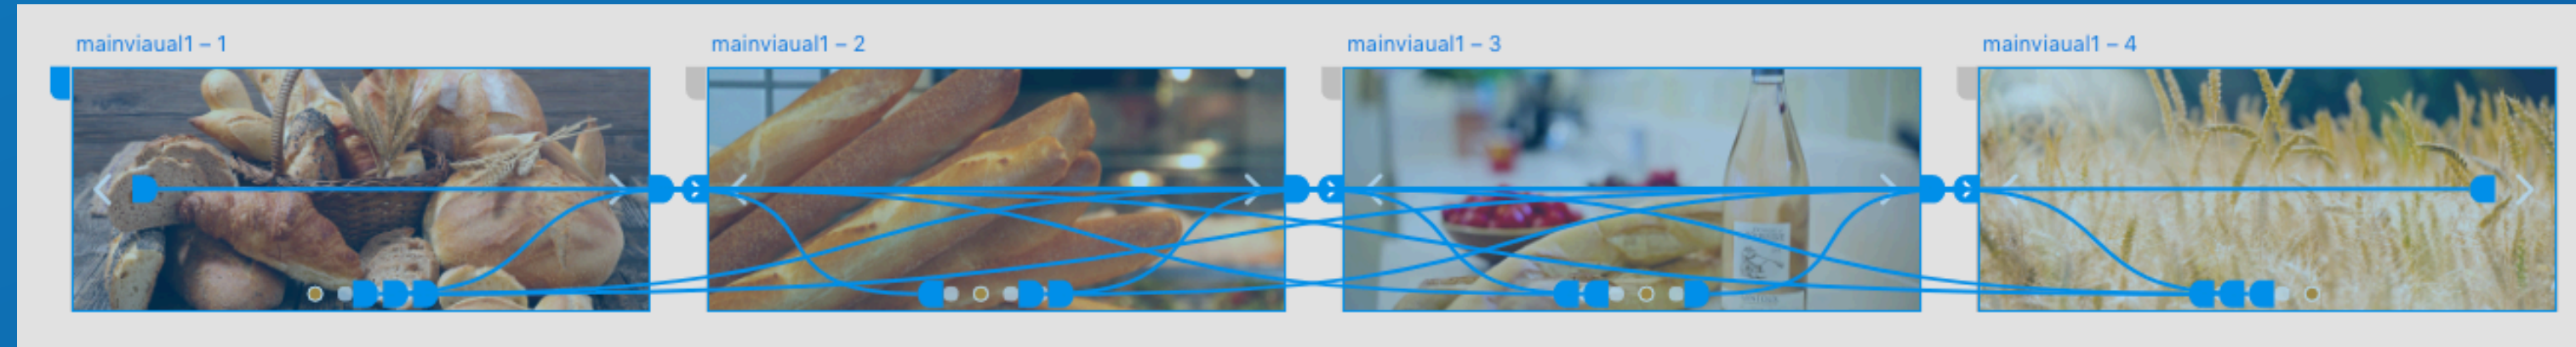 mainviaual1 – 1
mainviaual1 – 2
mainviaual1 – 3
mainviaual1 – 4